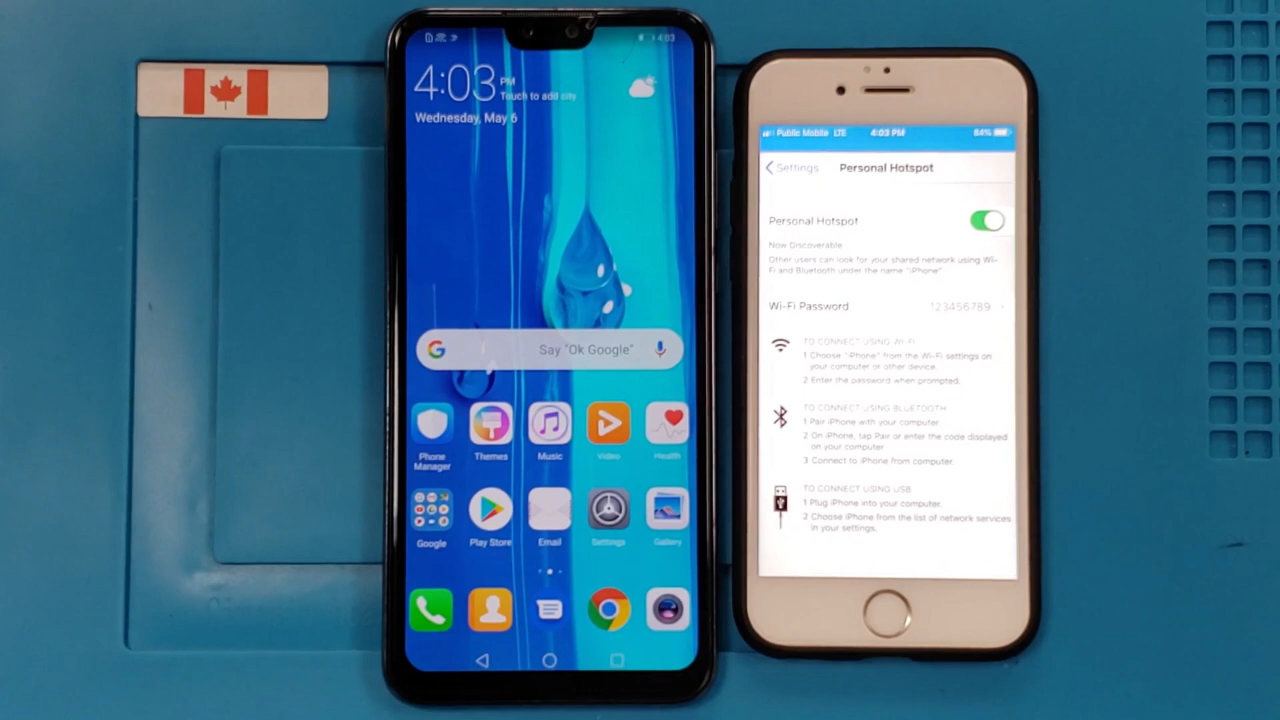 4:03
4:03 PM
Touch to add city
Wednesday, May 6
Say "Ok Google"
Phone Manager
Themes
Music
Video
Health
Google
Play Store
Email
Settings
Gallery
Public Mobile LTE 4:03 PM 84%
Settings Personal Hotspot
Personal Hotspot
Now Discoverable
Other users can look for your shared network using Wi-
Fi and Bluetooth under the name "iPhone"
Wi-Fi Password 123456789
TO CONNECT USING WI-FI
1 Choose "iPhone" from the Wi-Fi settings on
your computer or other device.
2 Enter the password when prompted.
TO CONNECT USING BLUETOOTH
1 Pair iPhone with your computer.
2 On iPhone, tap Pair or enter the code displayed
on your computer
3 Connect to iPhone from computer.
TO CONNECT USING USB
1 Plug iPhone into your computer.
2 Choose iPhone from the list of network services
in your settings.